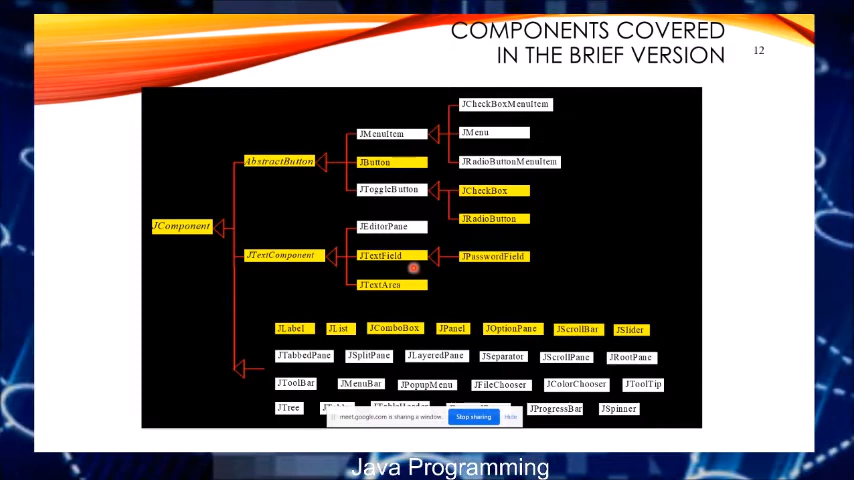 COMPONENTS COVERED
IN THE BRIEF VERSION
12
JCheckBoxMenuItem
JMenuItem
JMenu
AbstractButton
JButton
JRadioButtonMenuItem
JToggleButton
JCheckBox
JRadioButton
JComponent
JEditorPane
JTextComponent
JTextField
JPasswordField
JTextArea
JLabel JList JComboBox JPanel JOptionPane JScrollBar JSlider
JTabbedPane JSplitPane JLayeredPane JSeparator JScrollPane JRootPane
JToolBar JMenuBar JPopupMenu JFileChooser JColorChooser JToolTip
JTree JProgressBar JSpinner
meet.google.com is sharing a window. Stop sharing Hide
Java Programming